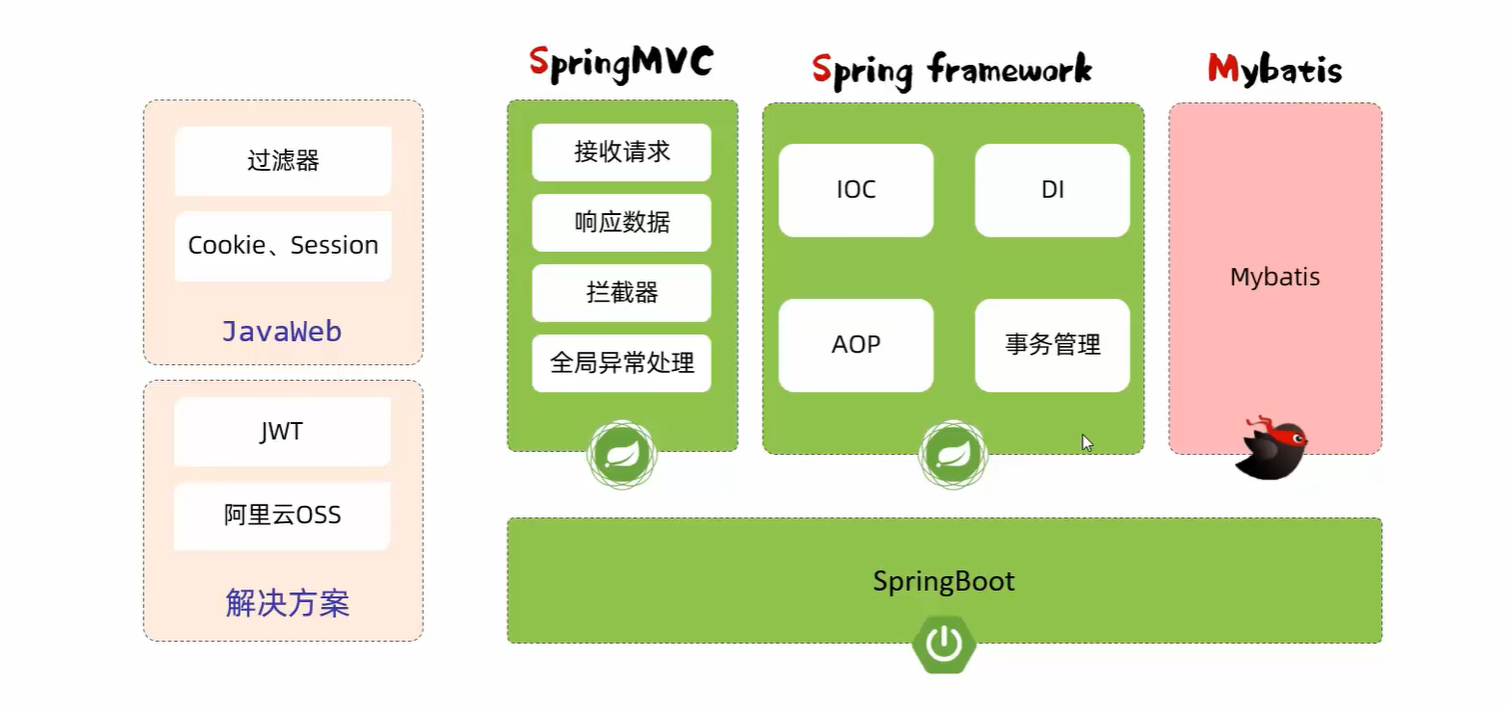 过滤器
Cookie、Session
JavaWeb
JWT
阿里云OSS
解决方案
SpringMVC
接收请求
响应数据
拦截器
全局异常处理
Spring framework
IOC
DI
AOP
事务管理
Mybatis
Mybatis
SpringBoot